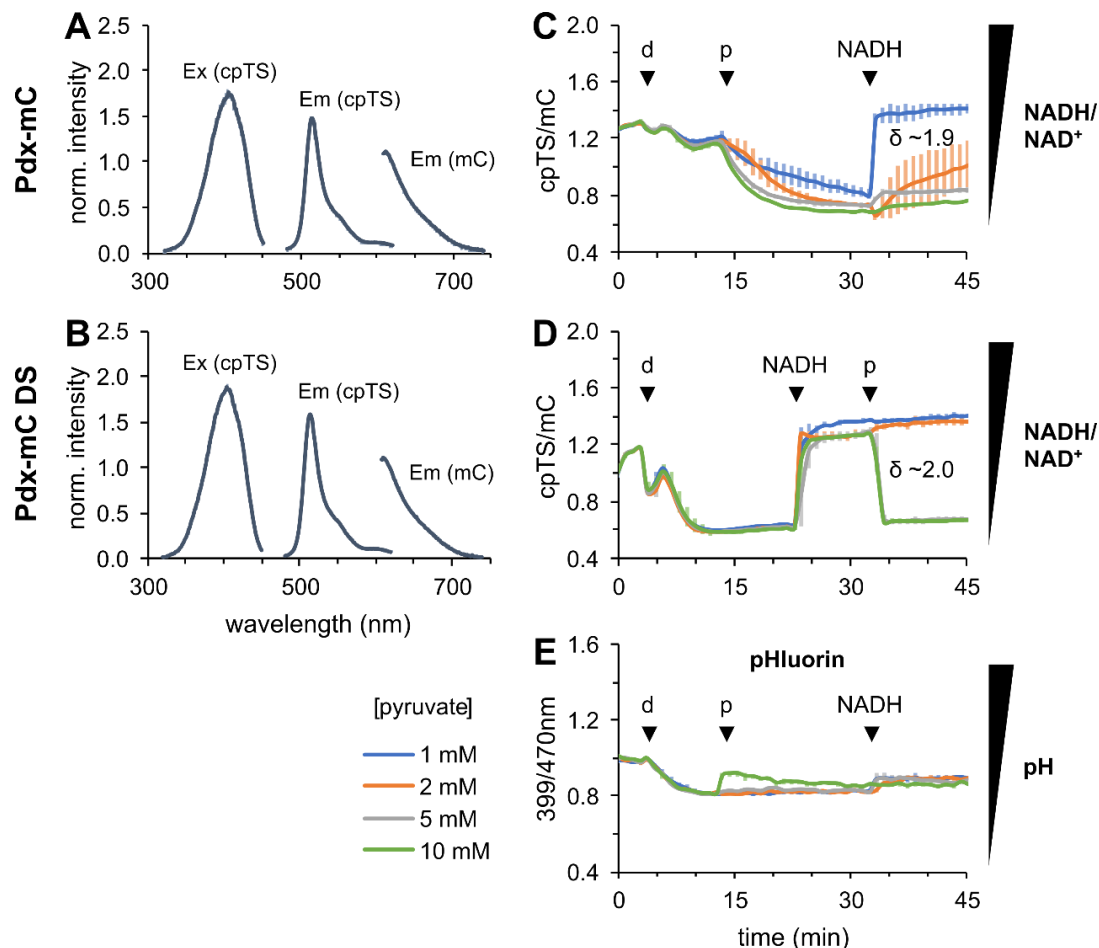 A
Pdx-mC
norm. intensity
2.5
2.0
1.5
1.0
0.5
0.0
Ex (cpTS)
Em (cpTS)
Em (mC)
300
500
700
C
cpTS/mC
2.0
1.6
1.2
0.8
0.4
d
p
NADH
δ ~1.9
0
15
30
45
NADH/
NAD⁺
B
Pdx-mC DS
norm. intensity
2.5
2.0
1.5
1.0
0.5
0.0
Ex (cpTS)
Em (cpTS)
Em (mC)
300
500
700
wavelength (nm)
D
cpTS/mC
2.0
1.6
1.2
0.8
0.4
d
NADH
p
δ ~2.0
0
15
30
45
NADH/
NAD⁺
[pyruvate]
1 mM
2 mM
5 mM
10 mM
E
399/470nm
1.6
1.2
0.8
0.4
pHluorin
d
p
NADH
0
15
30
45
time (min)
pH